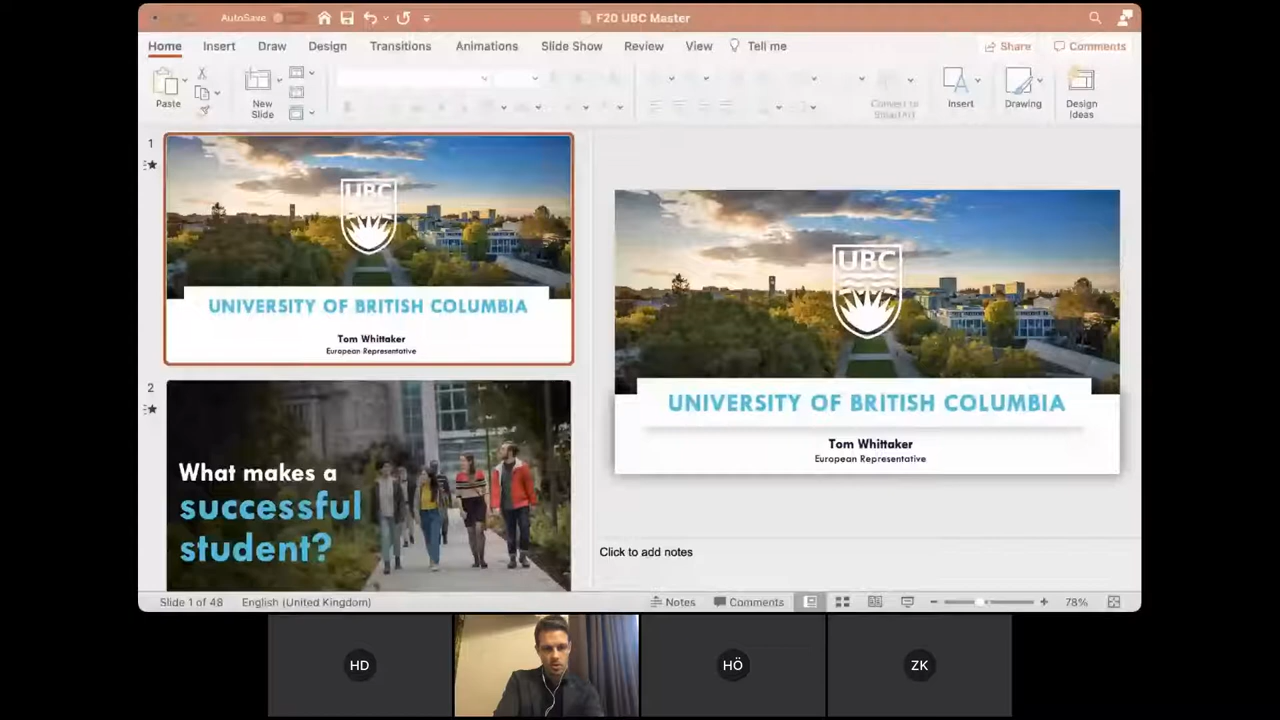 AutoSave
F20 UBC Master
Home
Insert
Draw
Design
Transitions
Animations
Slide Show
Review
View
Tell me
Share
Comments
Paste
New
Slide
Convert to
SmartArt
Insert
Drawing
Design
Ideas
1
UBC
UNIVERSITY OF BRITISH COLUMBIA
Tom Whittaker
European Representative
2
What makes a
successful
student?
UBC
UNIVERSITY OF BRITISH COLUMBIA
Tom Whittaker
European Representative
Click to add notes
Slide 1 of 48
English (United Kingdom)
Notes
Comments
78%
HD
HÖ
ZK